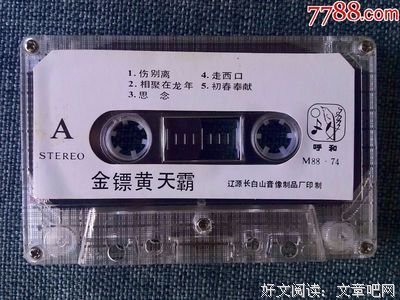 7788.com
1. 伤别离
2. 相聚在龙年
3. 思 念
4. 走西口
5. 初春奉献
A
STEREO
呼和
M88·74
金镖黄天霸
辽源长白山音像制品厂印制
好文阅读：文章吧网